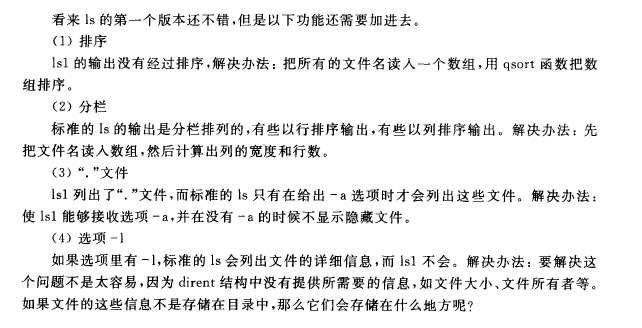 看来 ls 的第一个版本还不错,但是以下功能还需要加进去。
(1) 排序
ls1 的输出没有经过排序,解决办法:把所有的文件名读入一个数组,用 qsort 函数把数
组排序。
(2) 分栏
标准的 ls 的输出是分栏排列的,有些以行排序输出,有些以列排序输出。解决办法:先
把文件名读入数组,然后计算出列的宽度和行数。
(3) “.”文件
ls1 列出了“.”文件,而标准的 ls 只有在给出 -a 选项时才会列出这些文件。解决办法:
使 ls1 能够接收选项 -a,并在没有 -a 的时候不显示隐藏文件。
(4) 选项 -l
如果选项里有 -l,标准的 ls 会列出文件的详细信息,而 ls1 不会。解决办法:要解决这
个问题不是太容易,因为 dirent 结构中没有提供所需要的信息,如文件大小、文件所有者等。
如果文件的这些信息不是存储在目录中,那么它们会存储在什么地方呢?